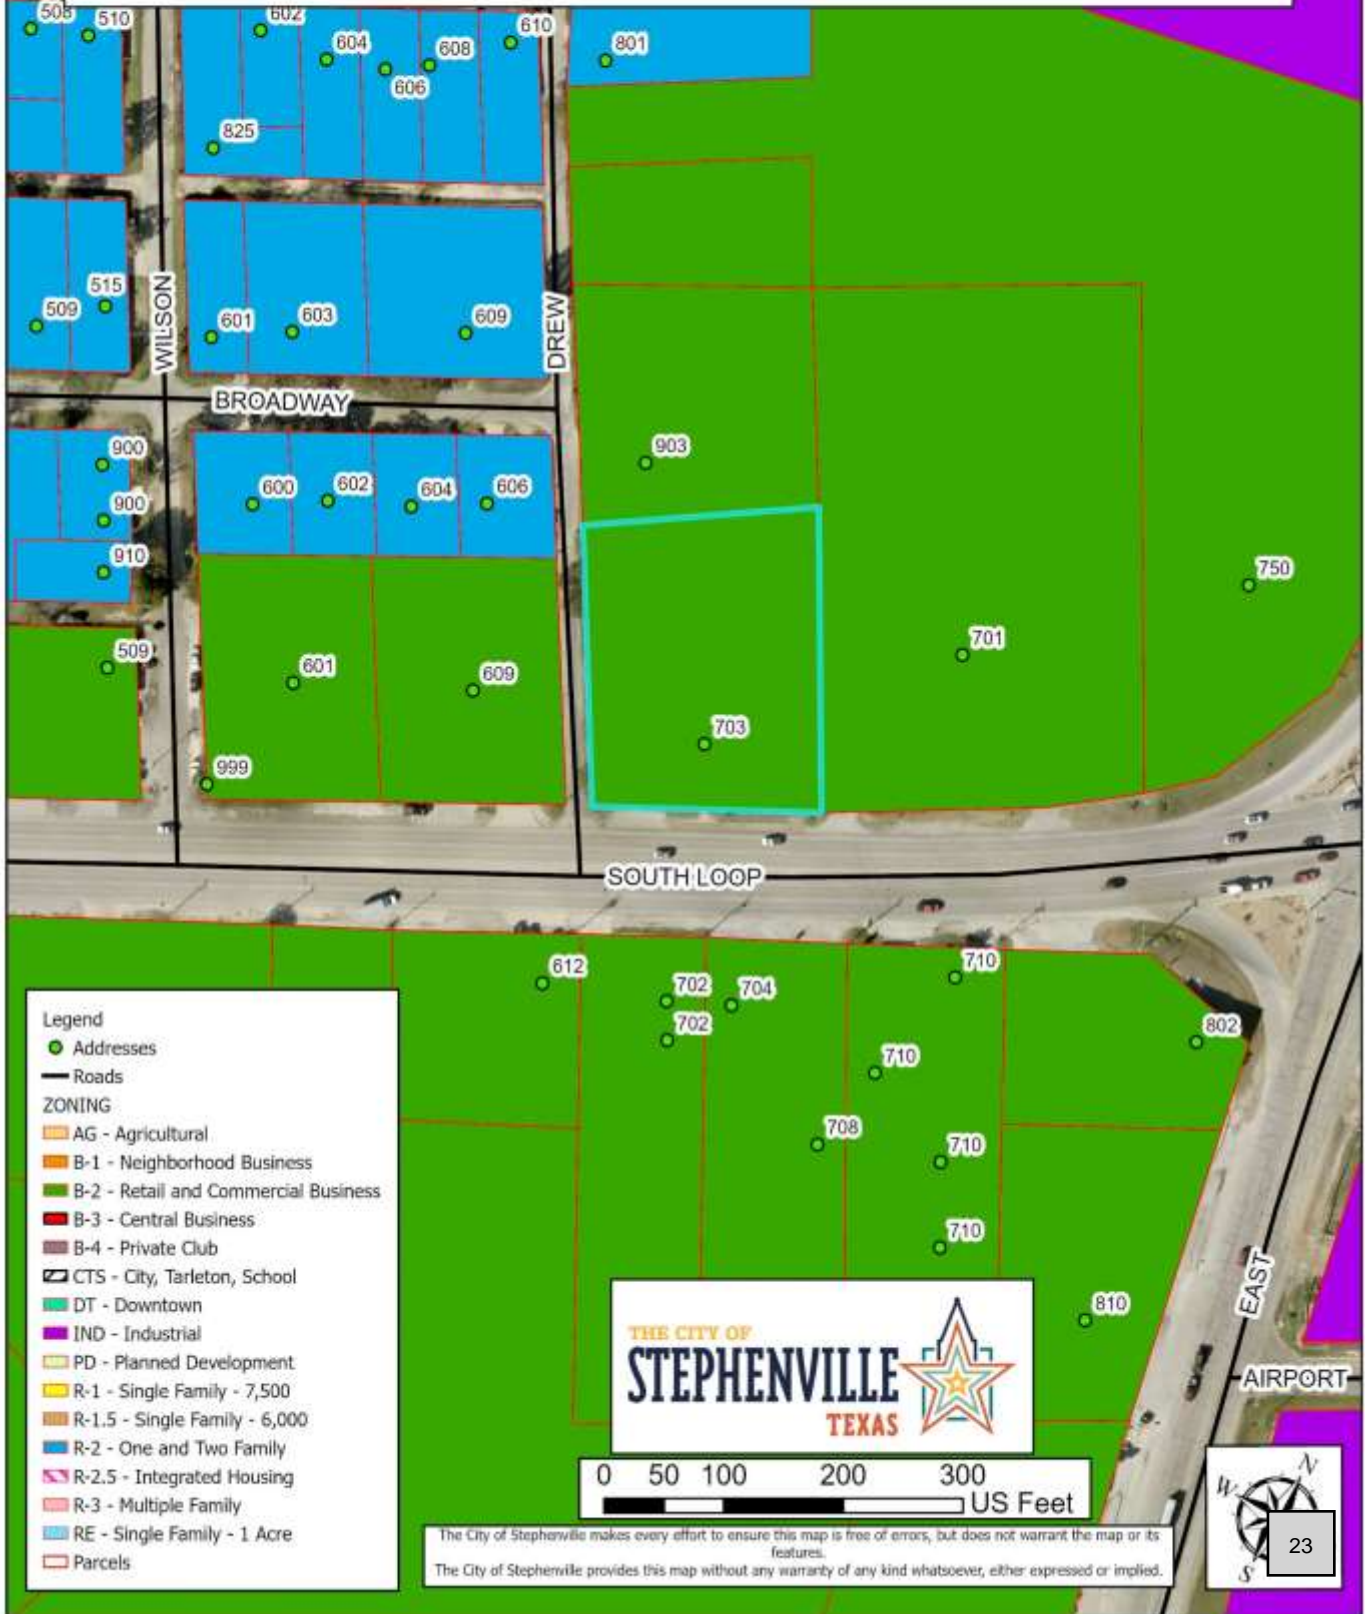 508
510
602
604
606
608
610
801
825
509
515
WILSON
601
603
609
DREW
BROADWAY
900
900
910
600
602
604
606
903
750
701
509
601
609
703
999
SOUTH LOOP
612
702
702
704
710
710
708
710
710
802
810
EAST
AIRPORT
Legend
Addresses
Roads
ZONING
AG - Agricultural
B-1 - Neighborhood Business
B-2 - Retail and Commercial Business
B-3 - Central Business
B-4 - Private Club
CTS - City, Tarleton, School
DT - Downtown
IND - Industrial
PD - Planned Development
R-1 - Single Family - 7,500
R-1.5 - Single Family - 6,000
R-2 - One and Two Family
R-2.5 - Integrated Housing
R-3 - Multiple Family
RE - Single Family - 1 Acre
Parcels
THE CITY OF
STEPHENVILLE
TEXAS
0 50 100 200 300
US Feet
The City of Stephenville makes every effort to ensure this map is free of errors, but does not warrant the map or its
features.
The City of Stephenville provides this map without any warranty of any kind whatsoever, either expressed or implied.
N
W
S
23